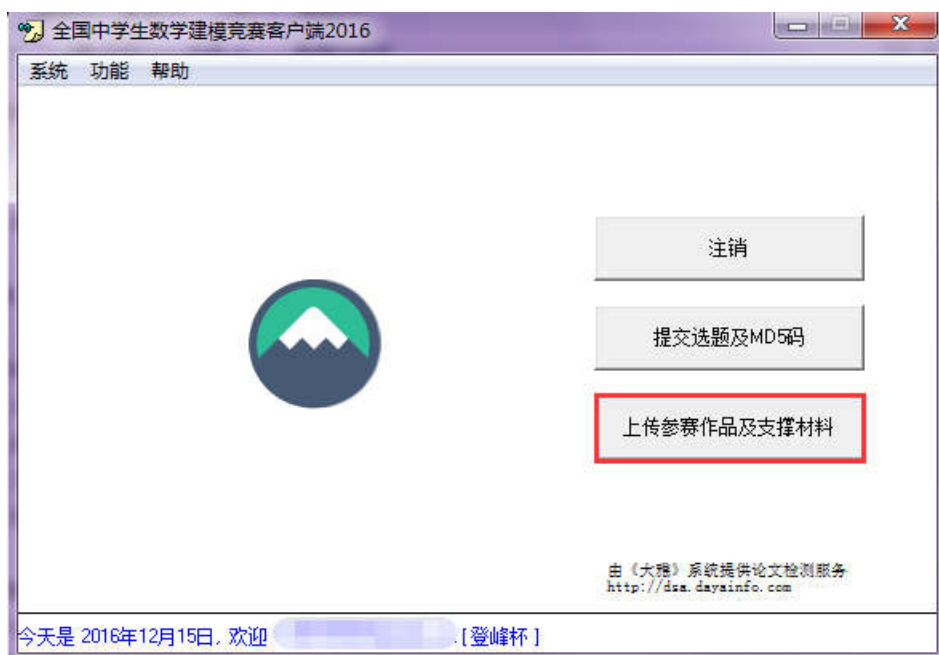 全国中学生数学建模竞赛客户端2016
系统 功能 帮助
注销
提交选题及MD5码
上传参赛作品及支撑材料
由《大雅》系统提供论文检测服务
http://dsa.dayainfo.com
今天是 2016年12月15日, 欢迎 .[ 登峰杯 ]